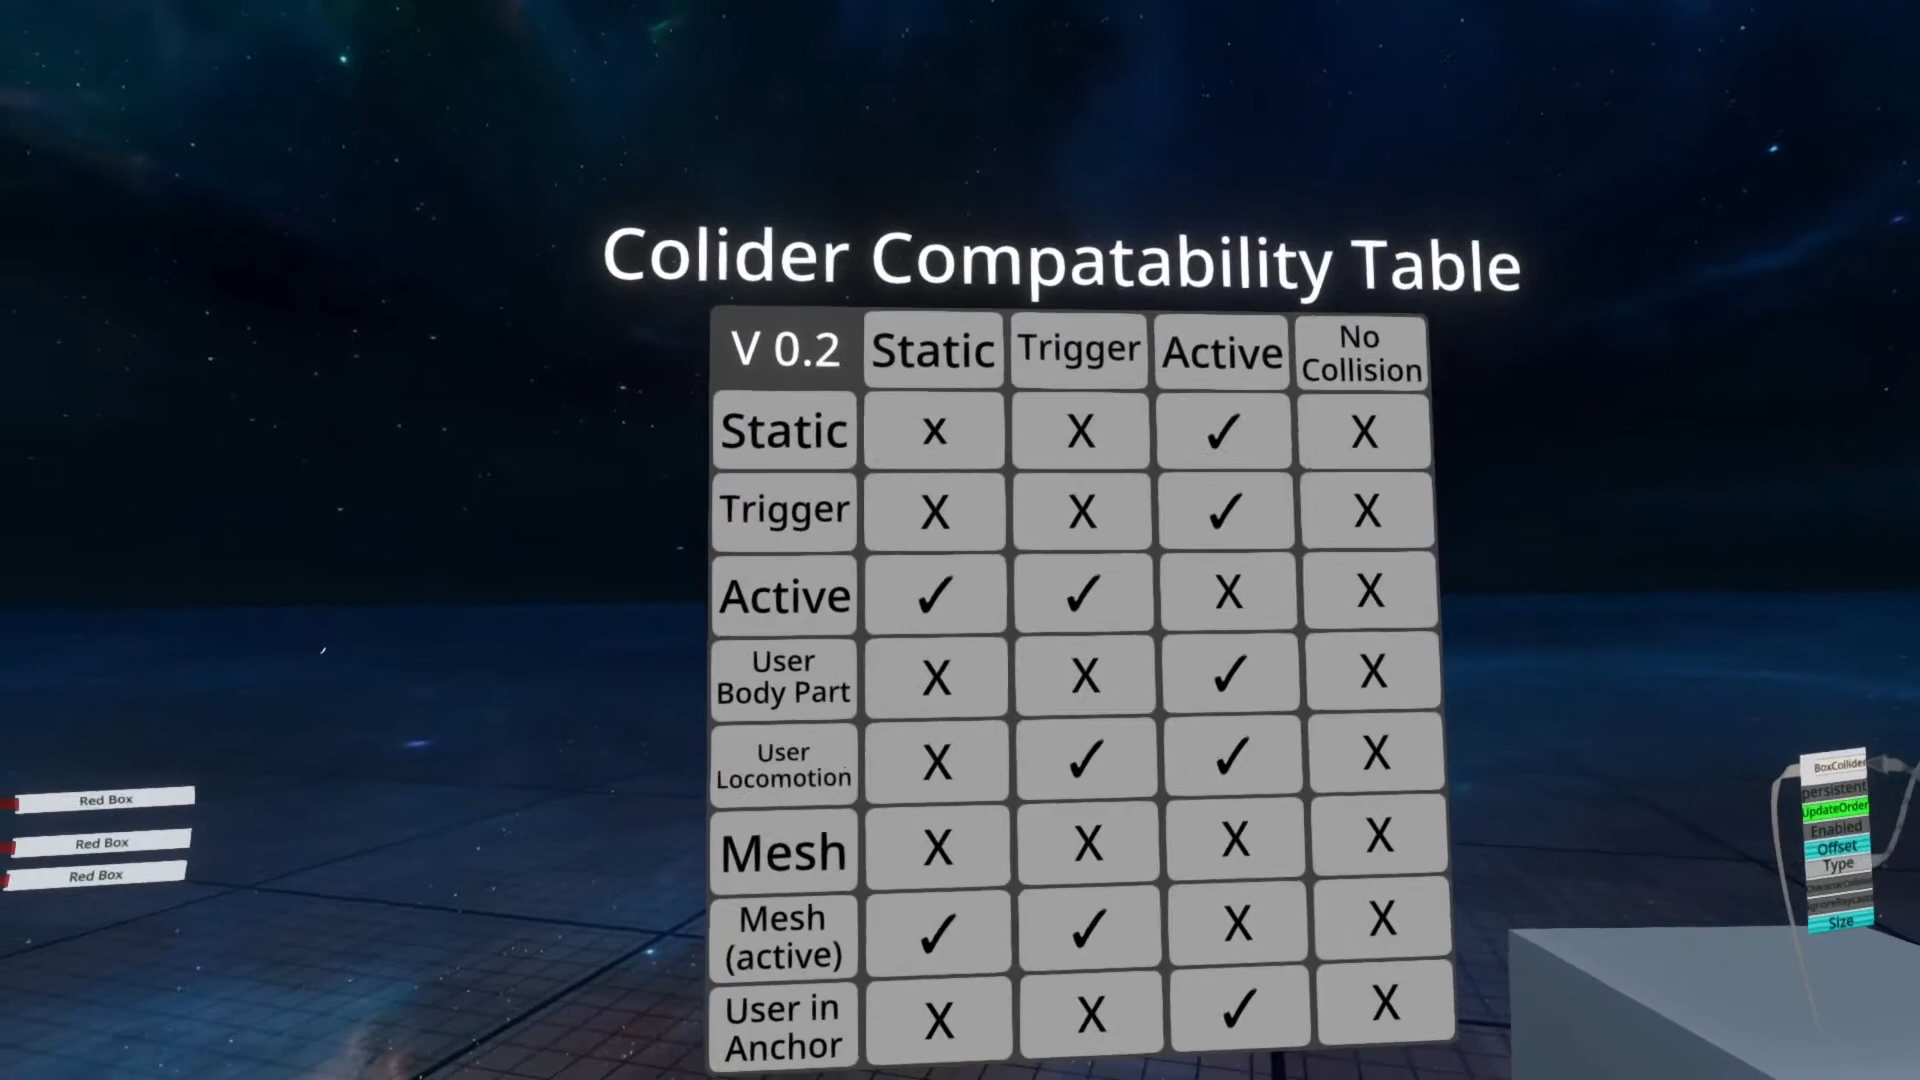 Colider Compatability Table
V 0.2 Static Trigger Active No Collision
Static x X ✓ X
Trigger X X ✓ X
Active ✓ ✓ X X
User Body Part X X ✓ X
User Locomotion X ✓ ✓ X
Mesh X X X X
Mesh (active) ✓ ✓ X X
User in Anchor X X ✓ X
Red Box
Red Box
Red Box
BoxCollider
persistent
UpdateOrder
Enabled
Offset
Type
Size